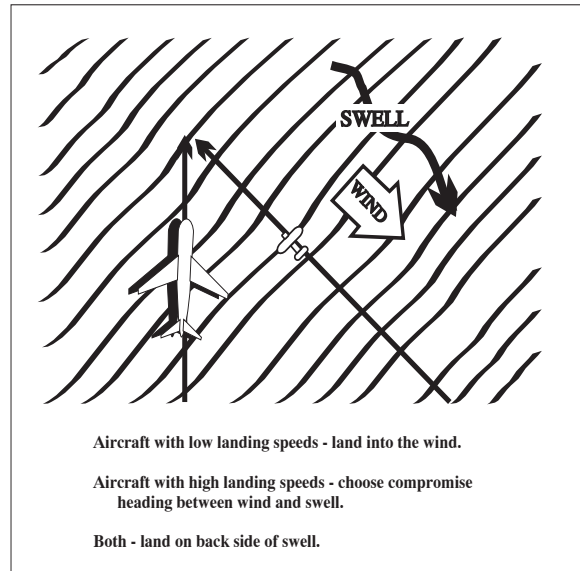 SWELL
WIND
Aircraft with low landing speeds - land into the wind.
Aircraft with high landing speeds - choose compromise
heading between wind and swell.
Both - land on back side of swell.